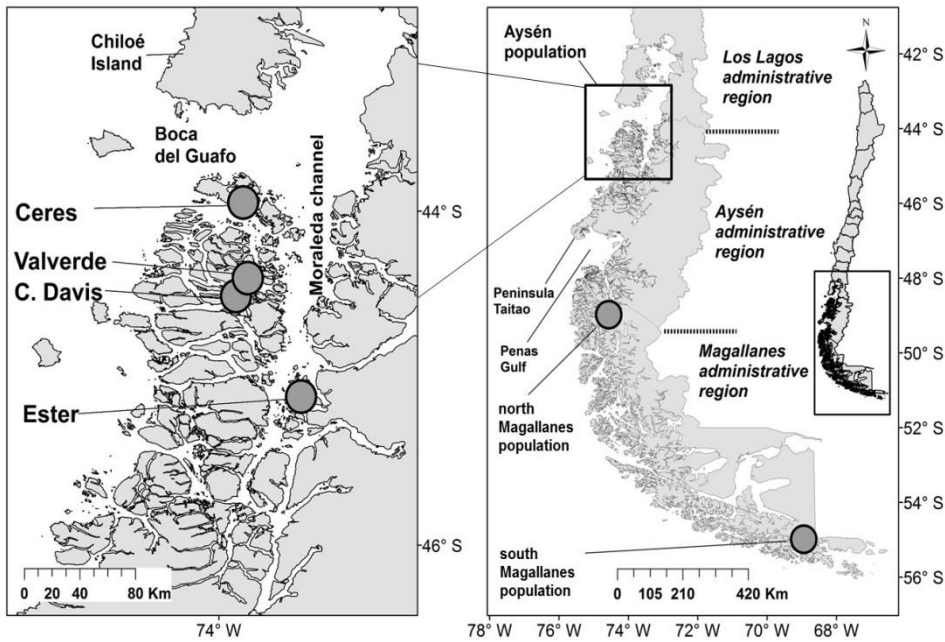 Chiloé
Island
Boca
del Guafo
Moraleda channel
Ceres
Valverde
C. Davis
Ester
44° S
46° S
0 20 40 80 Km
74° W
N
Aysén
population
Los Lagos
administrative
region
42° S
44° S
Aysén
administrative
region
46° S
Peninsula
Taitao
48° S
Penas
Gulf
Magallanes
administrative
region
50° S
north
Magallanes
population
52° S
54° S
south
Magallanes
population
0 105 210 420 Km
56° S
78° W 76° W 74° W 72° W 70° W 68° W